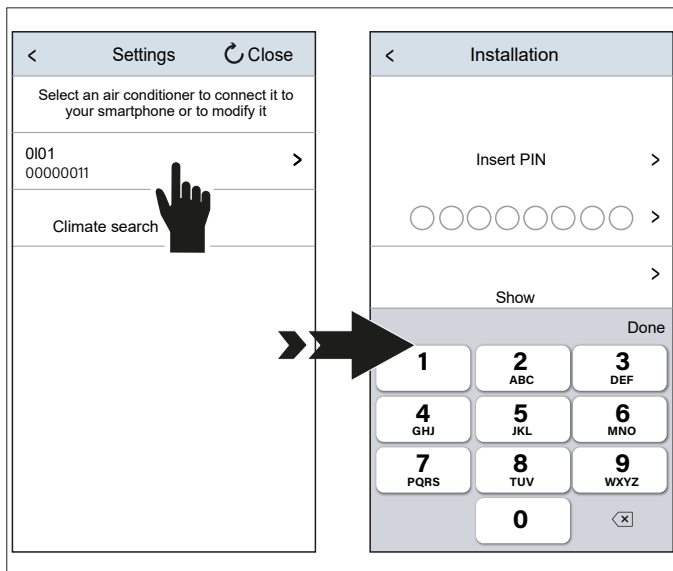 < Settings Close
Select an air conditioner to connect it to
your smartphone or to modify it
0I01 >
00000011
Climate search
< Installation
Insert PIN >
>
>
Show
Done
1
2
ABC
3
DEF
4
GHJ
5
JKL
6
MNO
7
PQRS
8
TUV
9
WXYZ
0